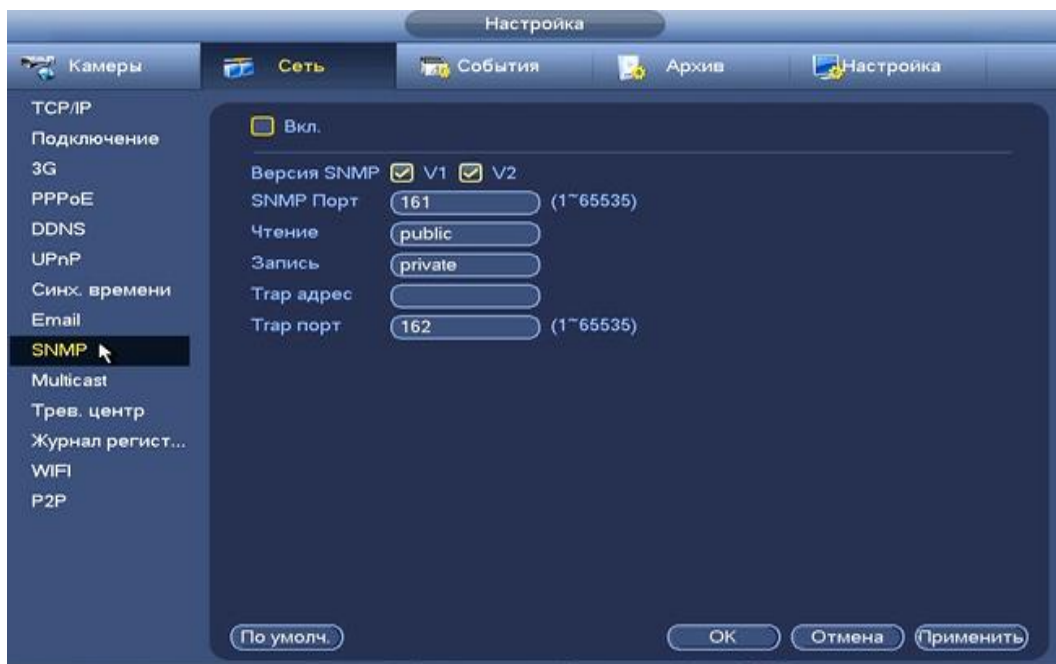 Настройка
Камеры Сеть События Архив Настройка
TCP/IP
Подключение
3G
PPPoE
DDNS
UPnP
Синх. времени
Email
SNMP
Multicast
Трев. центр
Журнал регист...
WIFI
P2P
Вкл.
Версия SNMP V1 V2
SNMP Порт 161 (1~65535)
Чтение public
Запись private
Trap адрес
Trap порт 162 (1~65535)
По умолч. OK Отмена Применить